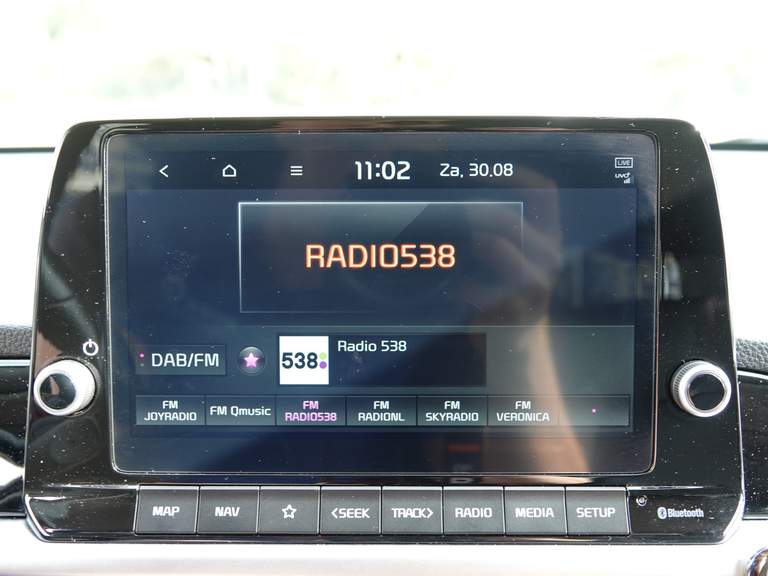 11:02 Za, 30.08 LIVE
UVO
RADIO538
DAB/FM 538 Radio 538
FM JOYRADIO
FM Qmusic
FM RADIO538
FM RADIONL
FM SKYRADIO
FM VERONICA
MAP NAV <SEEK TRACK> RADIO MEDIA SETUP Bluetooth